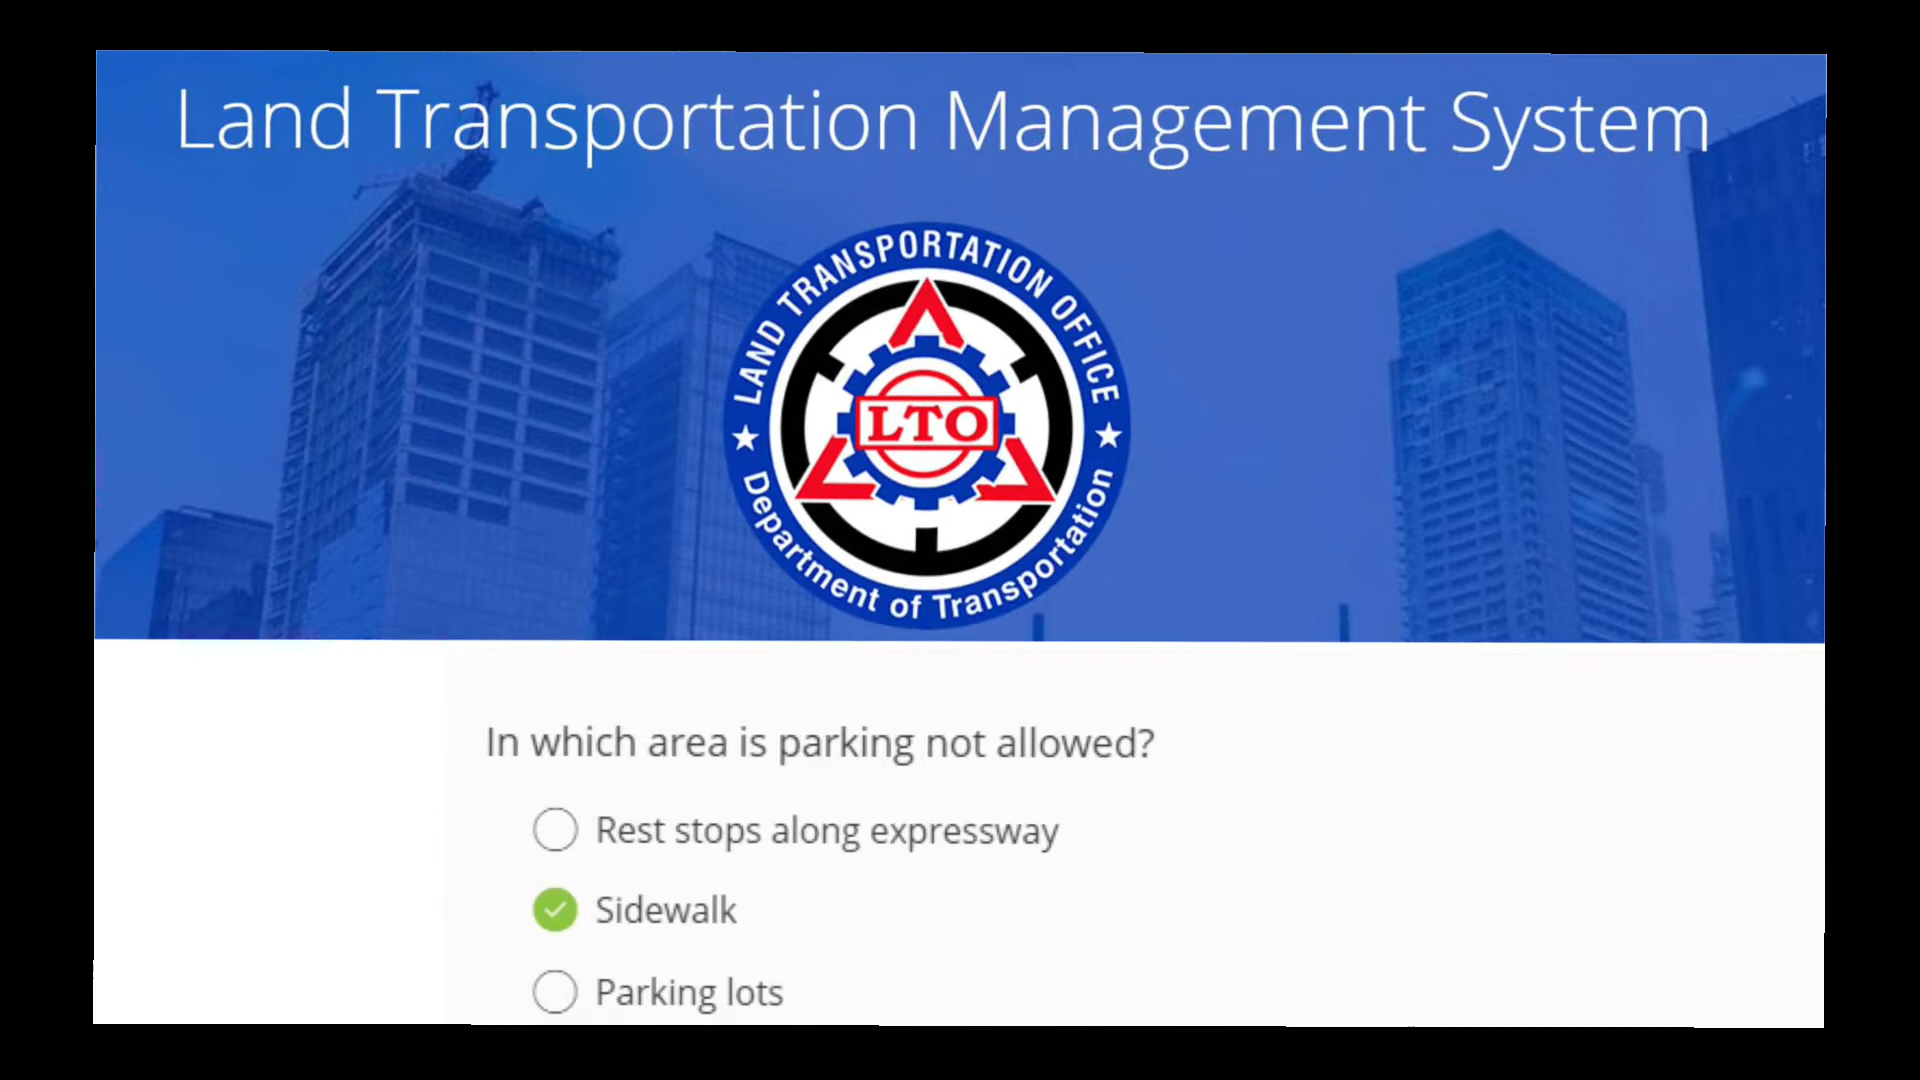 Land Transportation Management System
LAND TRANSPORTATION OFFICE
LTO
Department of Transportation
In which area is parking not allowed?
Rest stops along expressway
Sidewalk
Parking lots